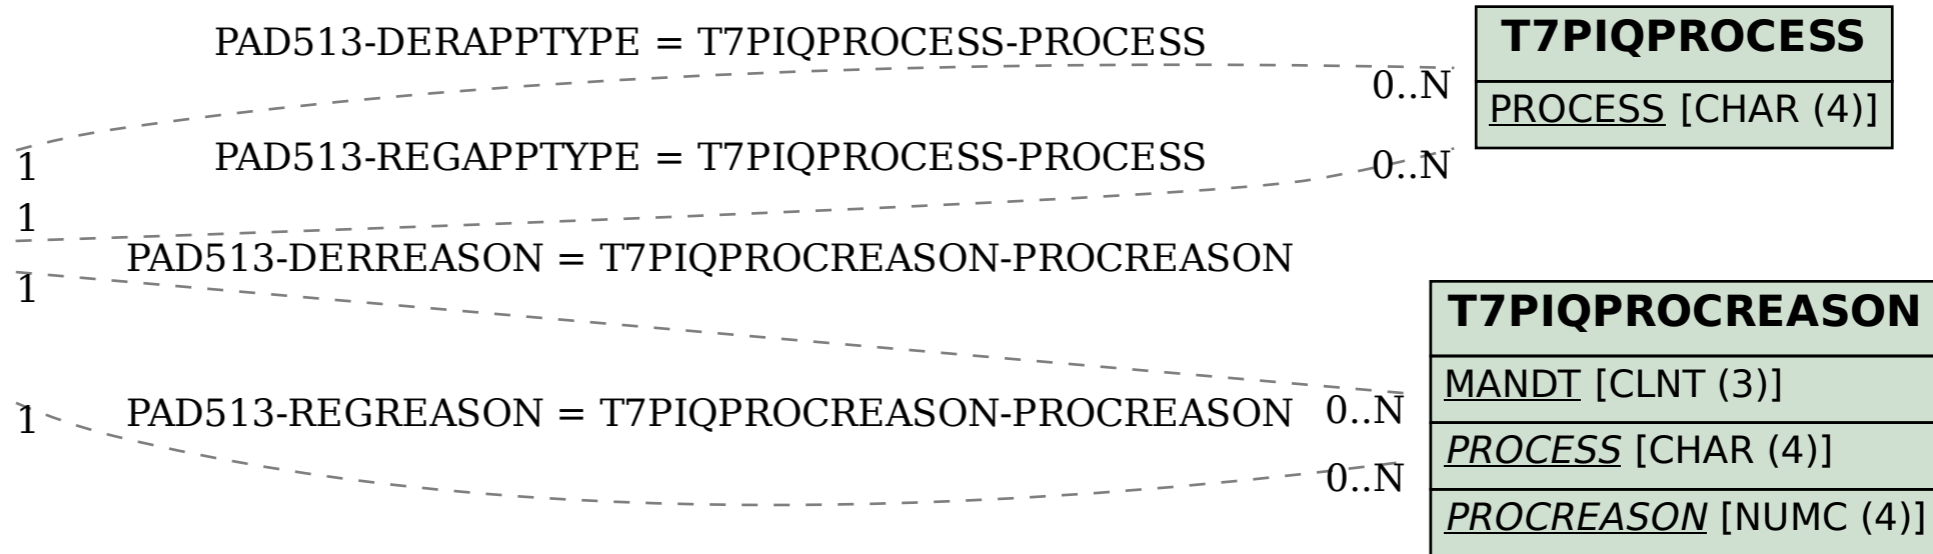 PAD513-DERAPPTYPE = T7PIQPROCESS-PROCESS
0..N
1
PAD513-REGAPPTYPE = T7PIQPROCESS-PROCESS
0..N
1
PAD513-DERREASON = T7PIQPROCREASON-PROCREASON
1
0..N
PAD513-REGREASON = T7PIQPROCREASON-PROCREASON
1
0..N
T7PIQPROCESS
PROCESS [CHAR (4)]
T7PIQPROCREASON
MANDT [CLNT (3)]
PROCESS [CHAR (4)]
PROCREASON [NUMC (4)]